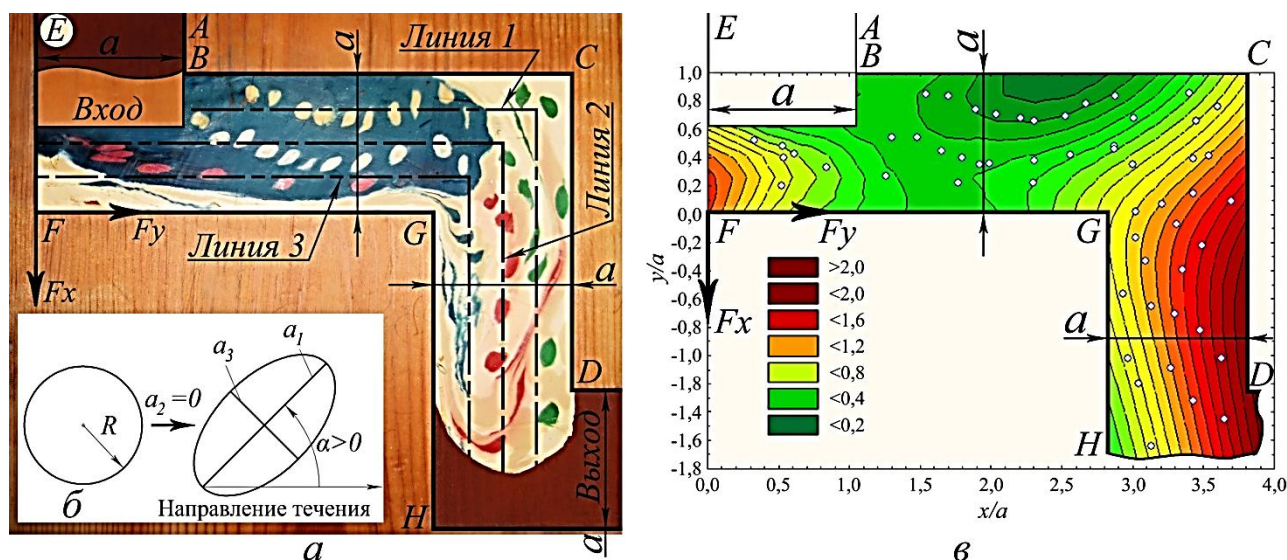 E
A
B
C
a
a
Линия 1
Линия 2
Вход
F
Fy
G
Линия 3
a
Fx
a₁
a₃
a₂ =0
R
α>0
б
Направление течения
D
Выход
H
a
а
E
A
B
C
a
a
1,0
0,8
0,6
0,4
0,2
0,0
-0,2
-0,4
-0,6
-0,8
-1,0
-1,8
-1,4
-1,6
-1,8
y/a
F
Fy
G
Fx
a
>2,0
<2,0
<1,6
<1,2
<0,8
<0,4
<0,2
D
H
0,0
0,5
1,0
1,5
2,0
2,5
3,0
3,5
4,0
x/a
в